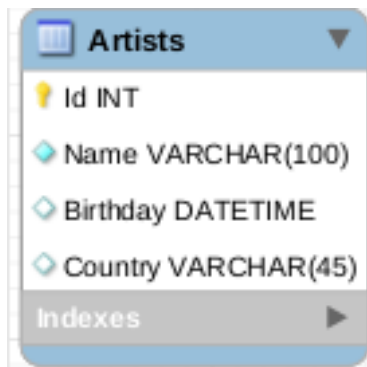 Artists
Id INT
Name VARCHAR(100)
Birthday DATETIME
Country VARCHAR(45)
Indexes